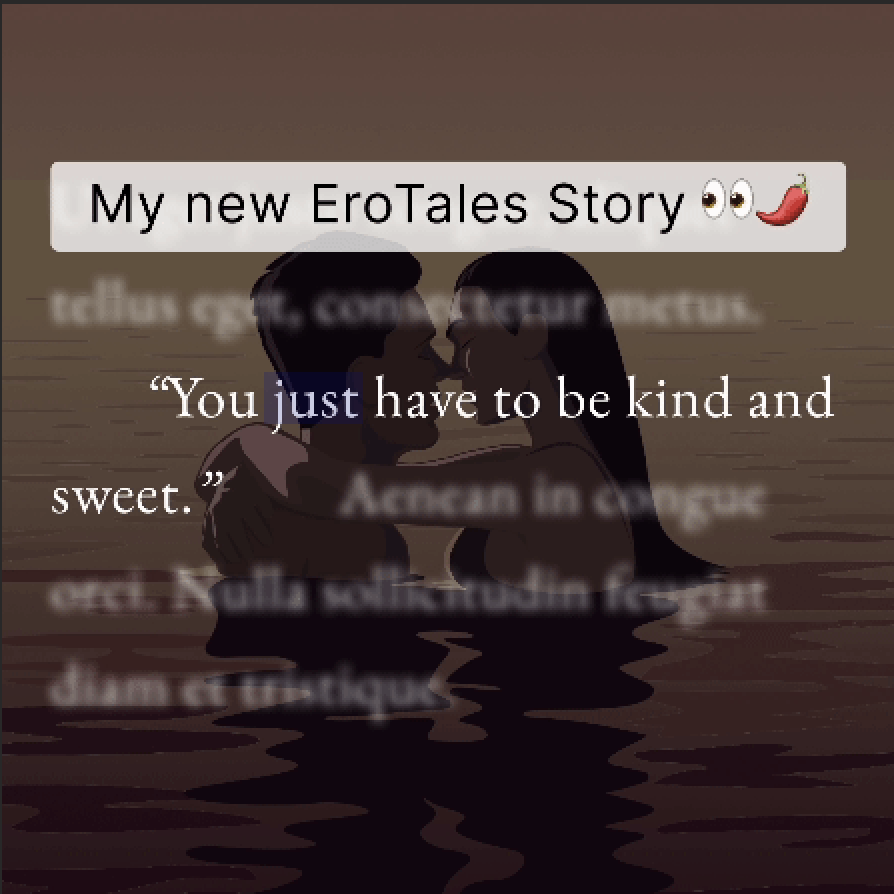 My new EroTales Story 👀🌶️
tellus eget, consectetur metus.
“You just have to be kind and
sweet.” Aenean in congue
orci. Nulla sollicitudin feugiat
diam et tristique.